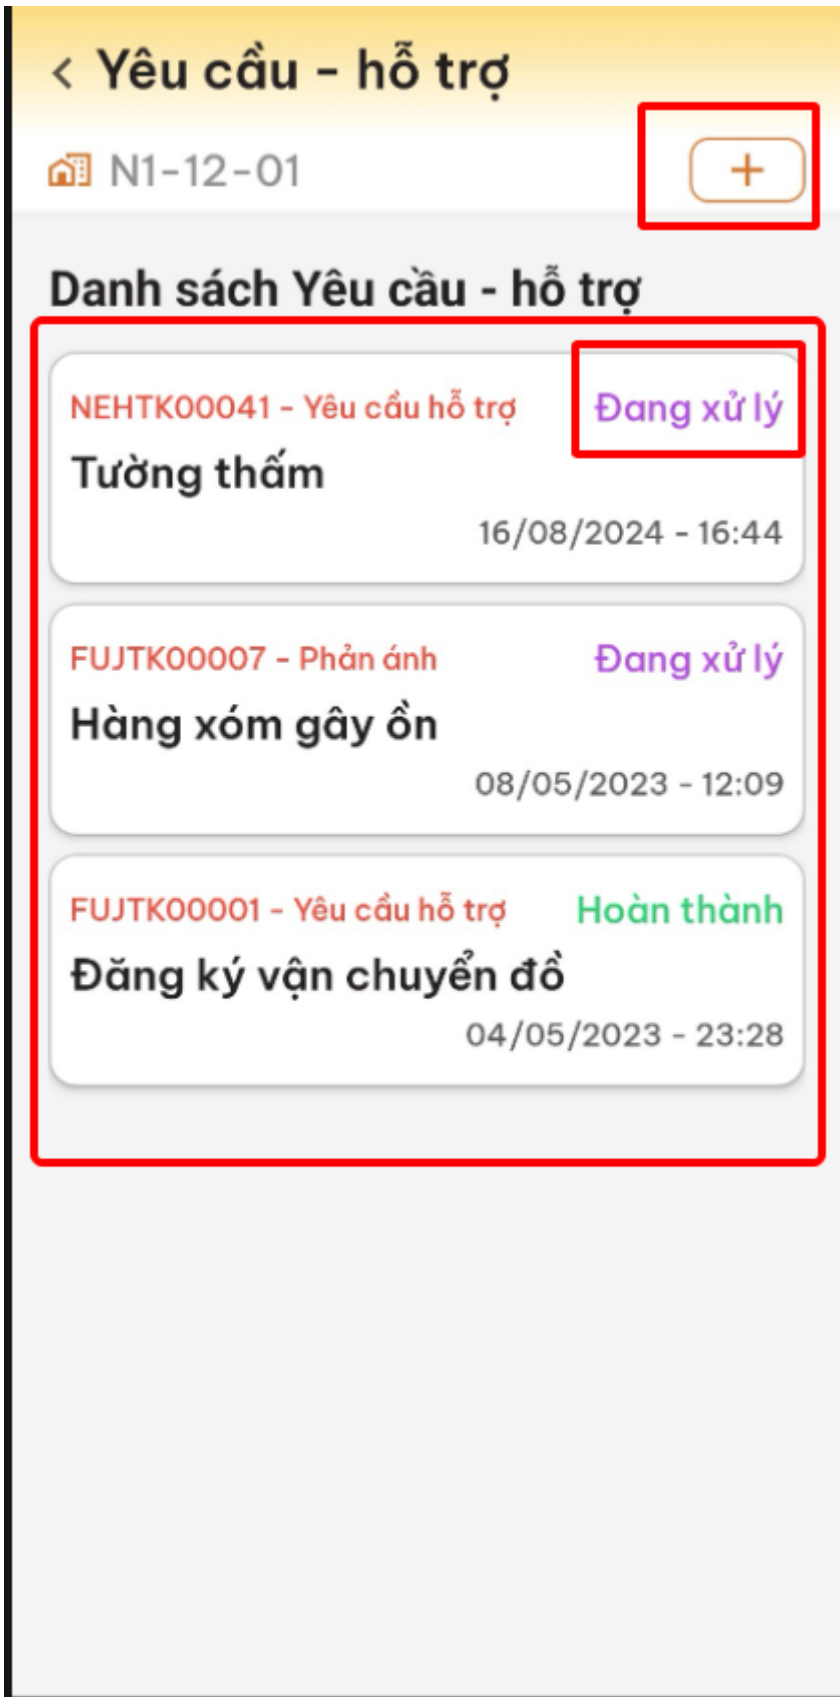 < Yêu cầu - hỗ trợ
N1-12-01
+
Danh sách Yêu cầu - hỗ trợ
NEHTK00041 - Yêu cầu hỗ trợ Đang xử lý
Tường thấm
16/08/2024 - 16:44
FUJTK00007 - Phản ánh Đang xử lý
Hàng xóm gây ồn
08/05/2023 - 12:09
FUJTK00001 - Yêu cầu hỗ trợ Hoàn thành
Đăng ký vận chuyển đồ
04/05/2023 - 23:28